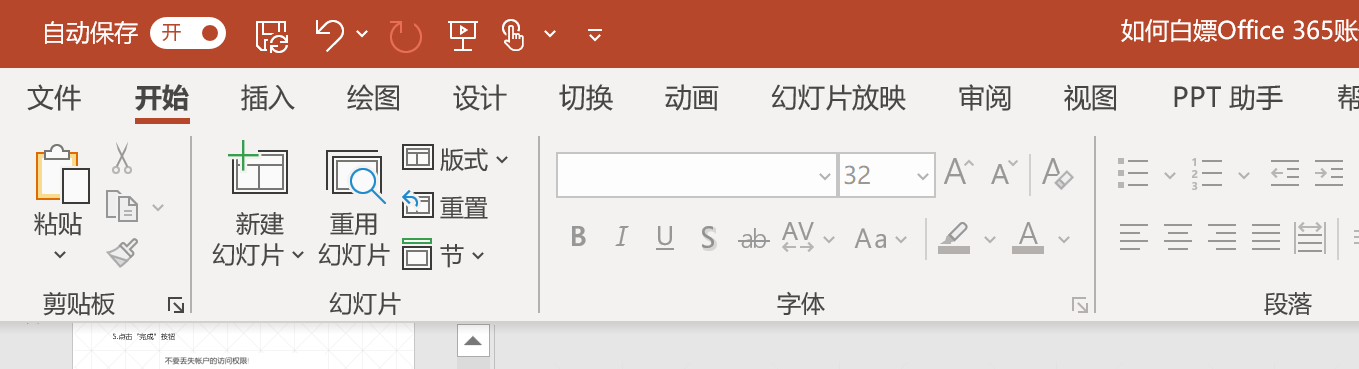 自动保存 开 如何白嫖Office 365账
文件 开始 插入 绘图 设计 切换 动画 幻灯片放映 审阅 视图 PPT 助手 帮
粘贴
新建
幻灯片
重用
幻灯片
版式
重置
节
32
A A A
B I U S ab AV Aa A
剪贴板 幻灯片 字体 段落
5.点击“完成”按钮
不要丢失帐户的访问权限!